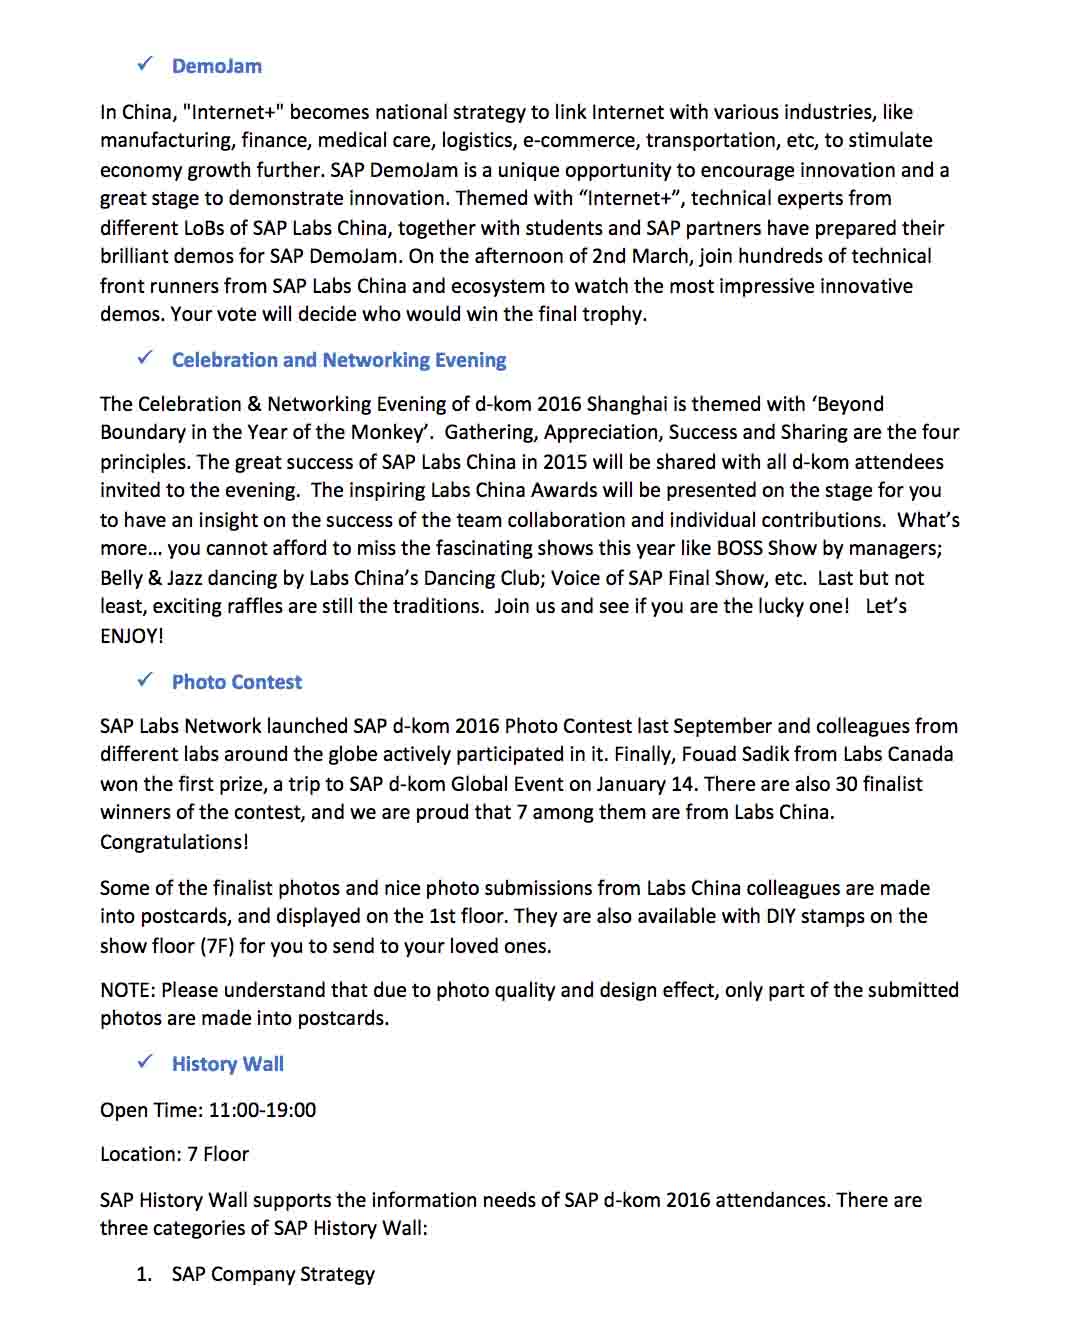 ✓ DemoJam
In China, "Internet+" becomes national strategy to link Internet with various industries, like
manufacturing, finance, medical care, logistics, e-commerce, transportation, etc, to stimulate
economy growth further. SAP DemoJam is a unique opportunity to encourage innovation and a
great stage to demonstrate innovation. Themed with “Internet+”, technical experts from
different LoBs of SAP Labs China, together with students and SAP partners have prepared their
brilliant demos for SAP DemoJam. On the afternoon of 2nd March, join hundreds of technical
front runners from SAP Labs China and ecosystem to watch the most impressive innovative
demos. Your vote will decide who would win the final trophy.
✓ Celebration and Networking Evening
The Celebration & Networking Evening of d-kom 2016 Shanghai is themed with ‘Beyond
Boundary in the Year of the Monkey’.  Gathering, Appreciation, Success and Sharing are the four
principles. The great success of SAP Labs China in 2015 will be shared with all d-kom attendees
invited to the evening.  The inspiring Labs China Awards will be presented on the stage for you
to have an insight on the success of the team collaboration and individual contributions.  What’s
more… you cannot afford to miss the fascinating shows this year like BOSS Show by managers;
Belly & Jazz dancing by Labs China’s Dancing Club; Voice of SAP Final Show, etc.  Last but not
least, exciting raffles are still the traditions.  Join us and see if you are the lucky one!   Let’s
ENJOY!
✓ Photo Contest
SAP Labs Network launched SAP d-kom 2016 Photo Contest last September and colleagues from
different labs around the globe actively participated in it. Finally, Fouad Sadik from Labs Canada
won the first prize, a trip to SAP d-kom Global Event on January 14. There are also 30 finalist
winners of the contest, and we are proud that 7 among them are from Labs China.
Congratulations!
Some of the finalist photos and nice photo submissions from Labs China colleagues are made
into postcards, and displayed on the 1st floor. They are also available with DIY stamps on the
show floor (7F) for you to send to your loved ones.
NOTE: Please understand that due to photo quality and design effect, only part of the submitted
photos are made into postcards.
✓ History Wall
Open Time: 11:00-19:00
Location: 7 Floor
SAP History Wall supports the information needs of SAP d-kom 2016 attendances. There are
three categories of SAP History Wall:
1. SAP Company Strategy